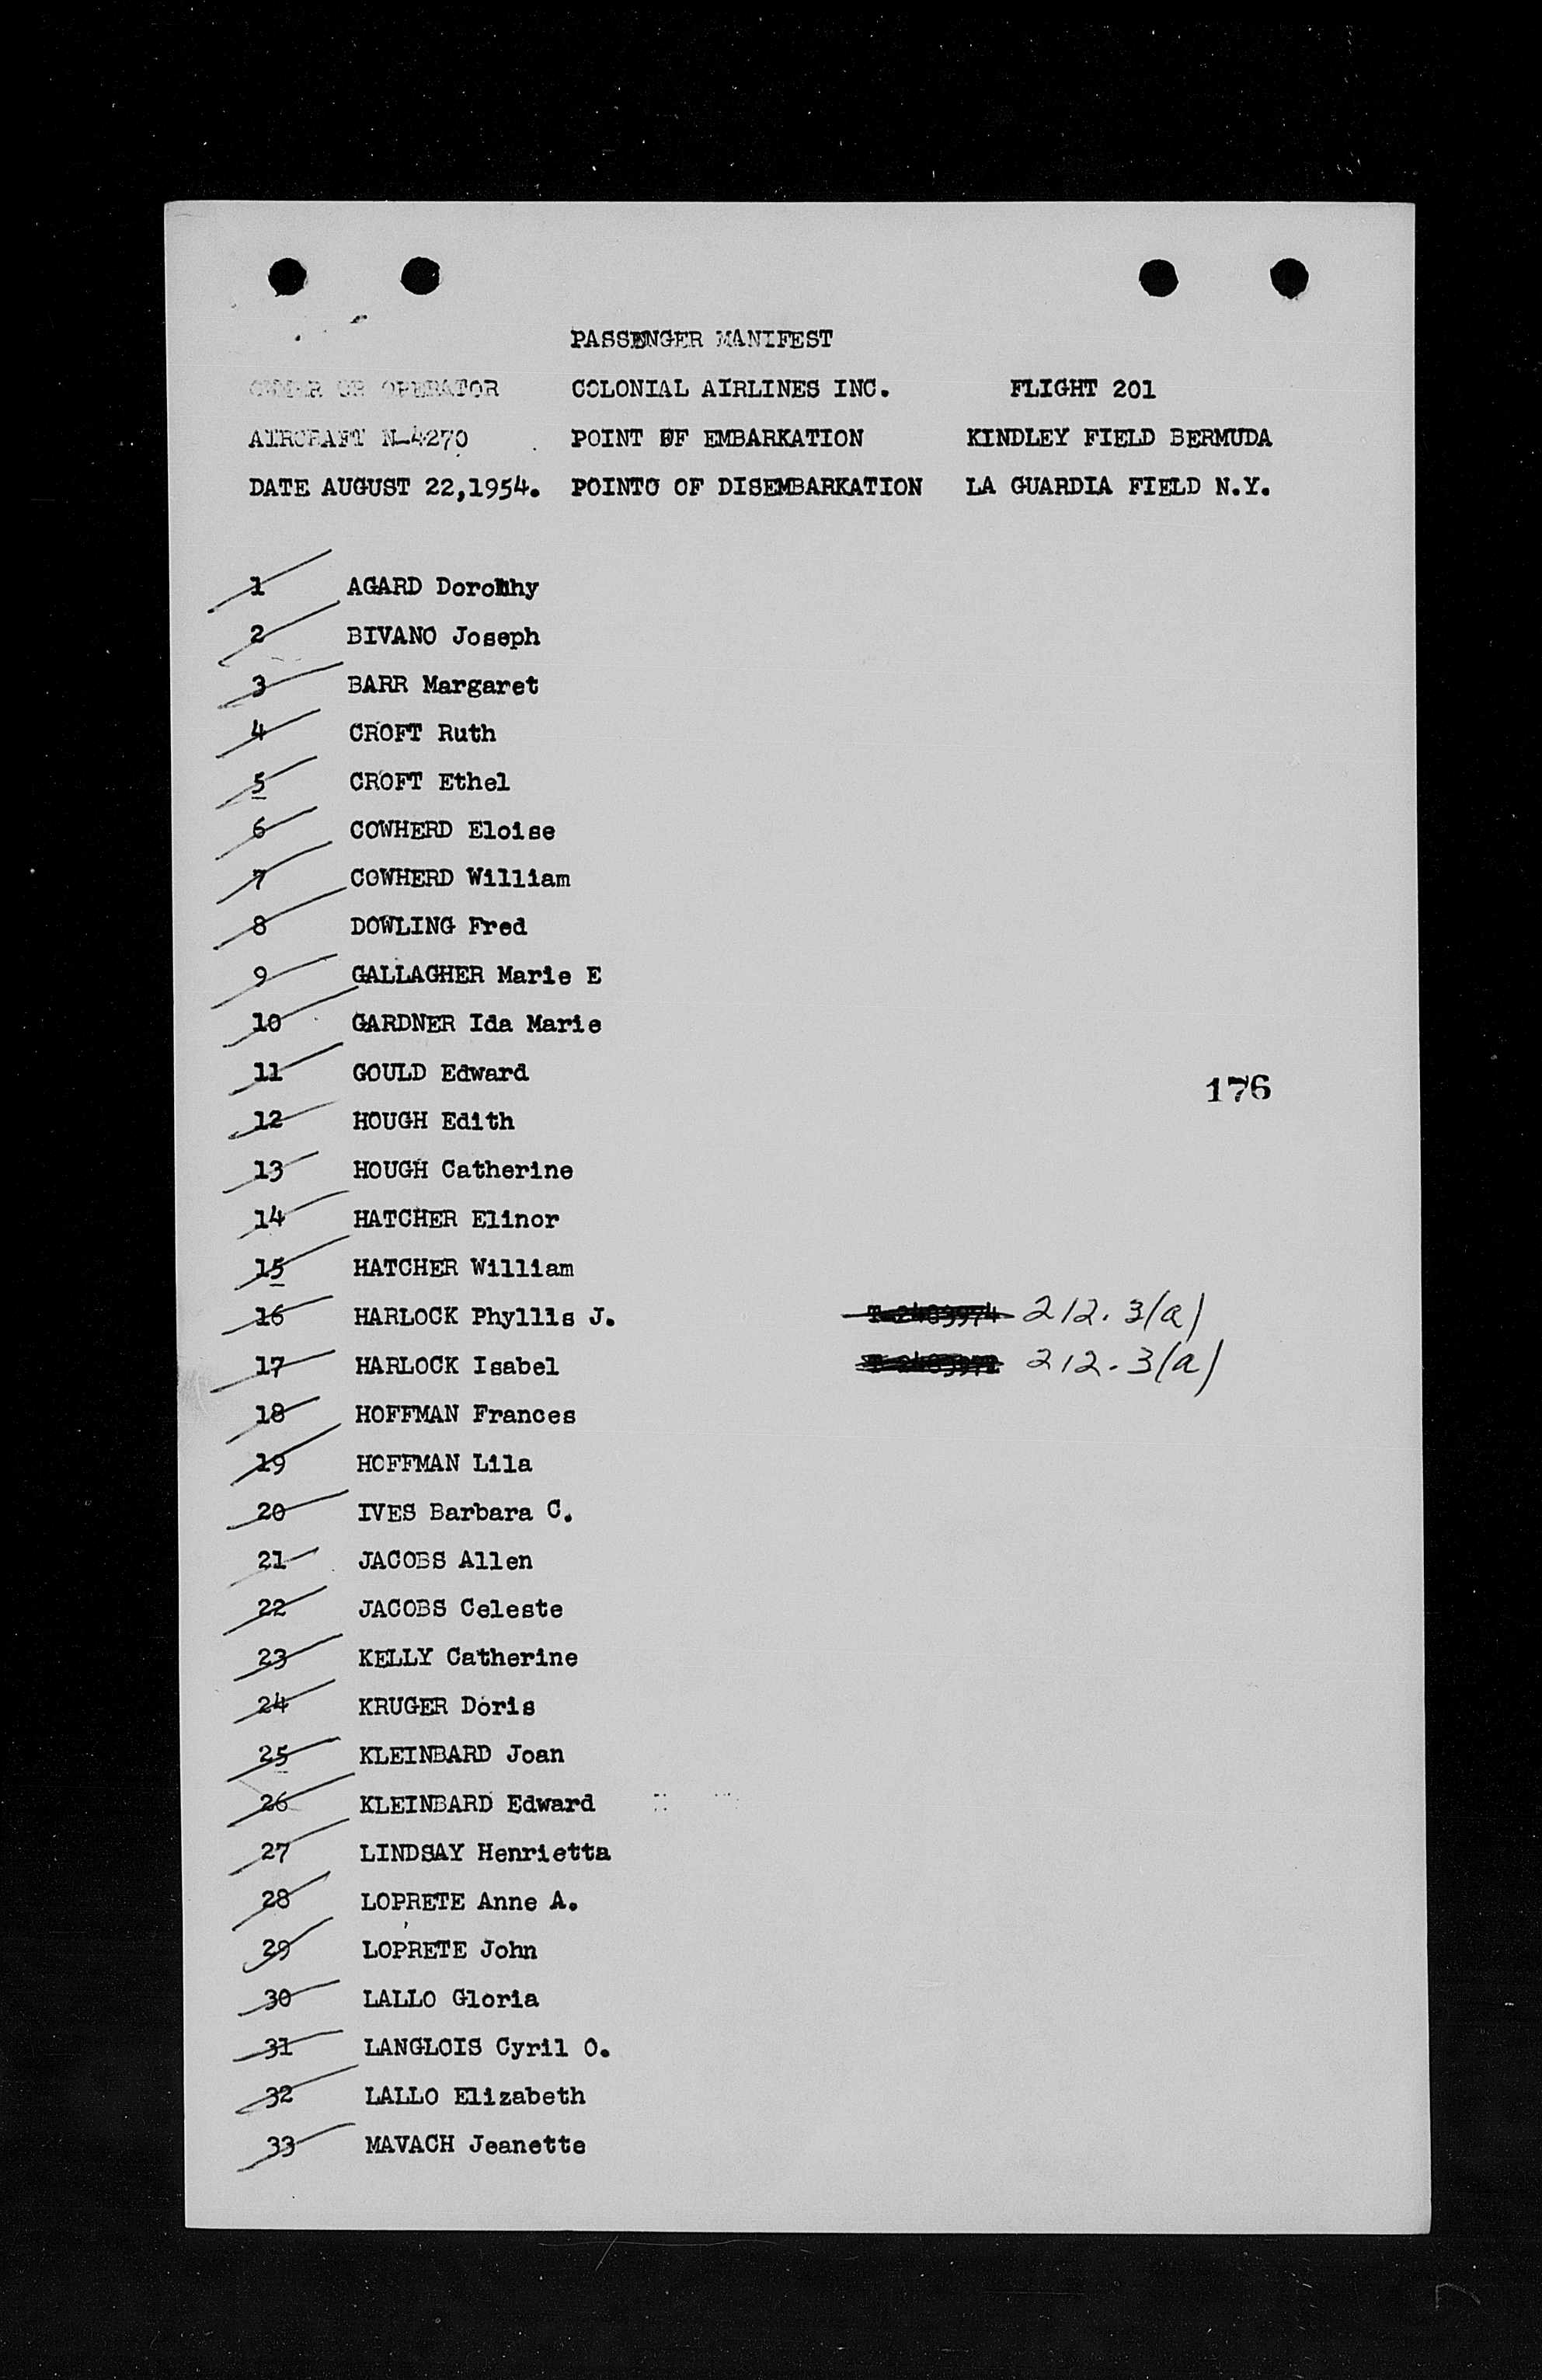 PASSENGER MANIFEST
OWNER OR OPERATOR COLONIAL AIRLINES INC. FLIGHT 201
AIRCRAFT N-4270 POINT OF EMBARKATION KINDLEY FIELD BERMUDA
DATE AUGUST 22,1954. POINTO OF DISEMBARKATION LA GUARDIA FIELD N.Y.
1 AGARD Dorothy
2 BIVANO Joseph
3 BARR Margaret
4 CROFT Ruth
5 CROFT Ethel
6 COWHERD Eloise
7 COWHERD William
8 DOWLING Fred
9 GALLAGHER Marie E
10 GARDNER Ida Marie
11 GOULD Edward
176
12 HOUGH Edith
13 HOUGH Catherine
14 HATCHER Elinor
15 HATCHER William
16 HARLOCK Phyllis J. 212.3(a)
17 HARLOCK Isabel 212.3(a)
18 HOFFMAN Frances
19 HOFFMAN Lila
20 IVES Barbara C.
21 JACOBS Allen
22 JACOBS Celeste
23 KELLY Catherine
24 KRUGER Doris
25 KLEINBARD Joan
26 KLEINBARD Edward
27 LINDSAY Henrietta
28 LOPRETE Anne A.
29 LOPRETE John
30 LALLO Gloria
31 LANGLOIS Cyril O.
32 LALLO Elizabeth
33 MAVACH Jeanette